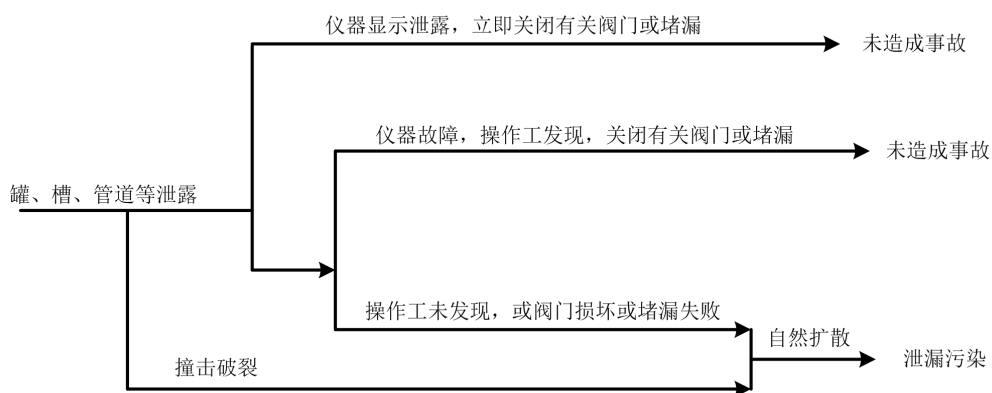 仪器显示泄露，立即关闭有关阀门或堵漏
未造成事故
仪器故障，操作工发现，关闭有关阀门或堵漏
未造成事故
罐、槽、管道等泄露
操作工未发现，或阀门损坏或堵漏失败
自然扩散
泄漏污染
撞击破裂